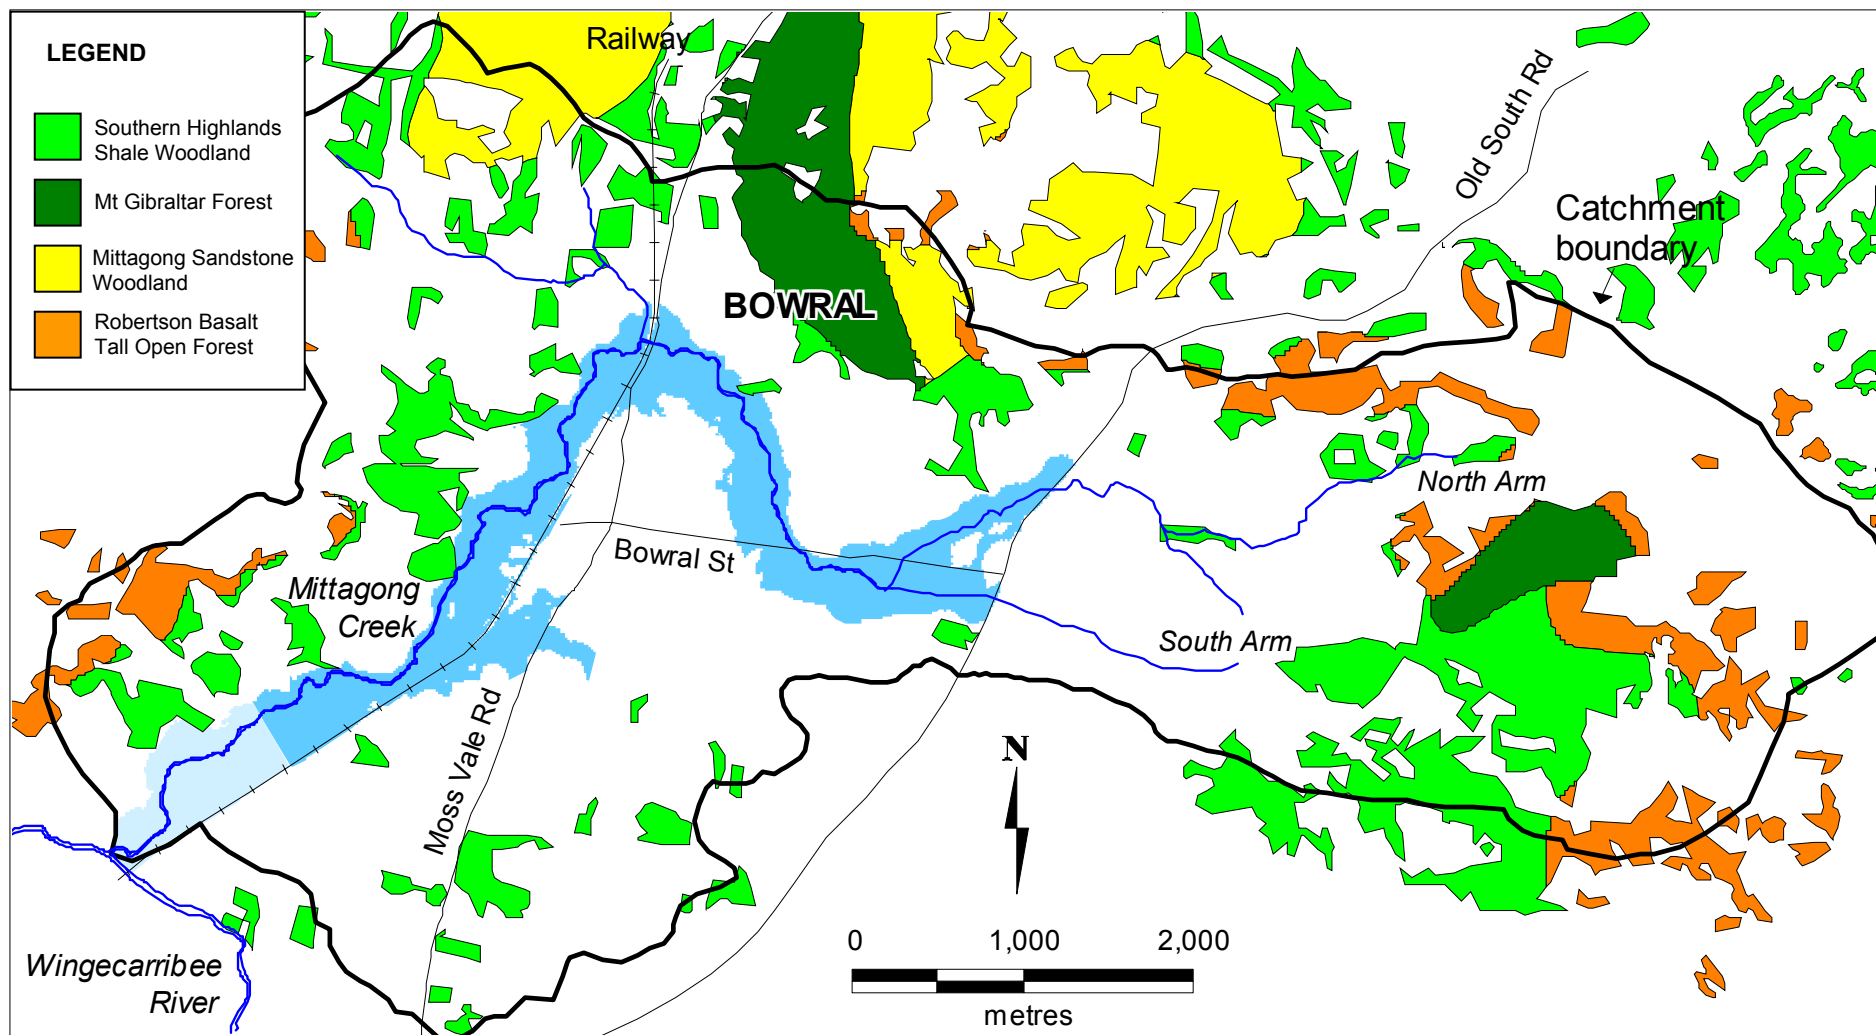 LEGEND
Southern Highlands
Shale Woodland
Mt Gibraltar Forest
Mittagong Sandstone
Woodland
Robertson Basalt
Tall Open Forest
Railway
Old South Rd
Catchment
boundary
BOWRAL
North Arm
Bowral St
Mittagong
Creek
South Arm
Moss Vale Rd
N
Wingecarribee
River
0 1,000 2,000
metres